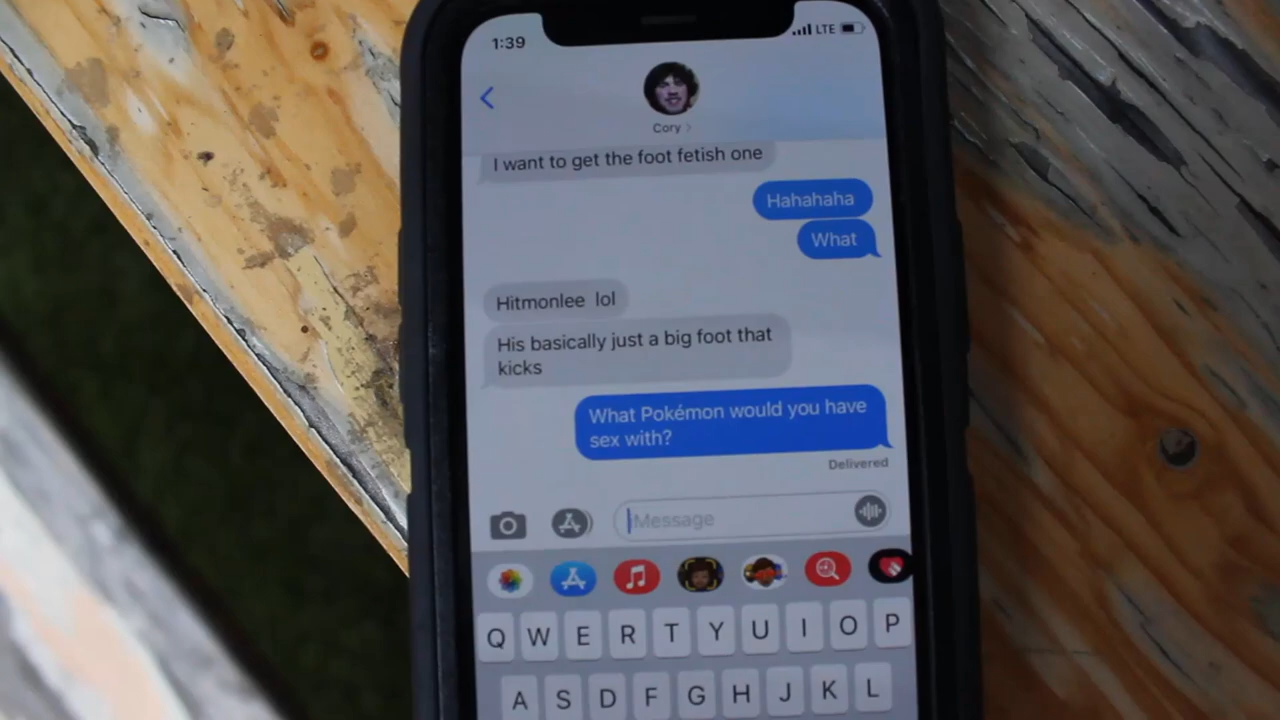 1:39
LTE
Cory
I want to get the foot fetish one
Hahahaha
What
Hitmonlee lol
His basically just a big foot that
kicks
What Pokémon would you have
sex with?
Delivered
iMessage
Q W E R T Y U I O P
A S D F G H J K L